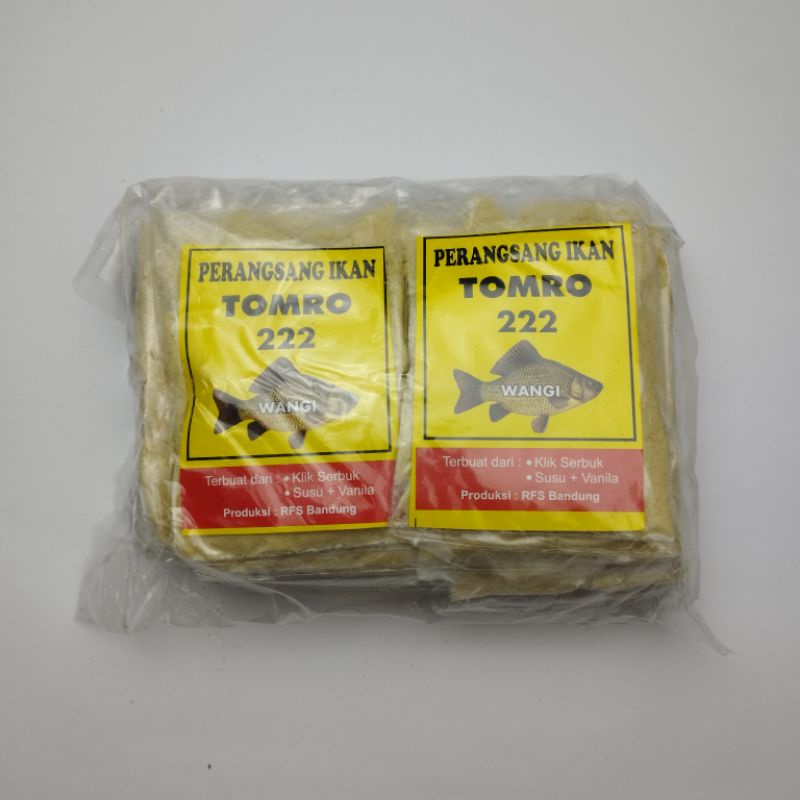 PERANGSANG IKAN
TOMRO
222
WANGI
Terbuat dari : • Klik Serbuk
• Susu + Vanila
Produksi : RFS Bandung
PERANGSANG IKAN
TOMRO
222
WANGI
Terbuat dari : • Klik Serbuk
• Susu + Vanila
Produksi : RFS Bandung